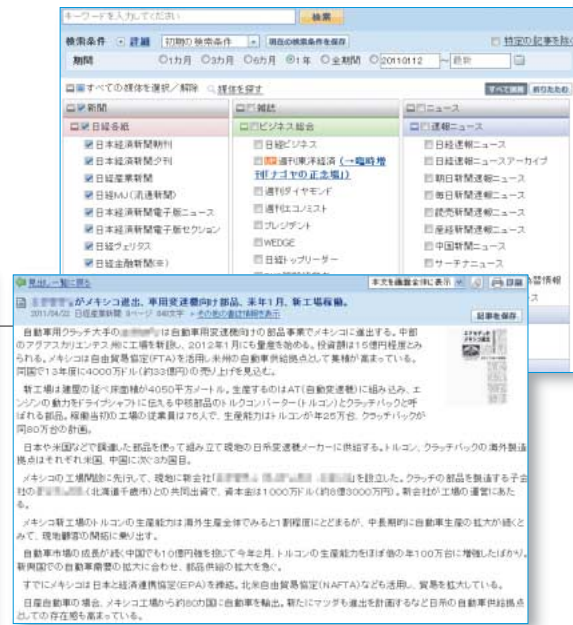 キーワードを入力してください 検索
検索条件 詳細 初期の検索条件 現在の検索条件を保存 特定の記事を除く
期間 1カ月 3カ月 6カ月 1年 全期間 20110112 ～ 最新
すべての媒体を選択／解除 媒体を探す すべて展開 折りたたむ
新聞 雑誌 ニュース
日経各紙 ビジネス総合 速報ニュース
日本経済新聞朝刊 日経ビジネス 日経速報ニュース
日本経済新聞夕刊 週刊東洋経済（→臨時増 日経速報ニュースアーカイブ
日経産業新聞 刊「ナゴヤの正念場」） 朝日新聞速報ニュース
日経MJ（流通新聞） 週刊ダイヤモンド 毎日新聞速報ニュース
日本経済新聞電子版ニュース 週刊エコノミスト 読売新聞速報ニュース
日本経済新聞電子版セクション プレジデント 産経新聞速報ニュース
日経ヴェリタス WEDGE 中国新聞ニュース
日経金融新聞（※） 日経トップリーダー サーチナニュース
見出し一覧に戻る 本文を画面全体に表示 印刷
がメキシコ進出、車用変速機向け部品、来年1月、新工場稼働。
2011/04/22 日経産業新聞 ページ 840文字 その他の書誌情報を表示 記事を保存
自動車用クラッチ大手の は自動車用変速機向けの部品事業でメキシコに進出する。中部
のアグアスカリエンテス州に工場を新設し、2012年1月にも量産を始める。投資額は15億円程度とみ
られる。メキシコは自由貿易協定（FTA）を活用し米州の自動車供給拠点として集積が高まっている。
同国で13年度に4000万ドル（約33億円）の売り上げを見込む。
新工場は建屋の延べ床面積が4050平方メートル。生産するのはAT（自動変速機）に組み込み、エ
ンジンの動力をドライブシャフトに伝える中核部品のトルクコンバーター（トルコン）とクラッチパックと呼
ばれる部品。稼働当初の工場の従業員は75人で、生産能力はトルコンが年25万台、クラッチパックが
同80万台の計画。
日本や米国などで調達した部品を使って組み立て現地の日系変速機メーカーに供給する。トルコン、クラッチパックの海外製造
拠点はそれぞれ米国、中国に次ぐ3カ国目。
メキシコの工場開設に先行して、現地に新会社「 」を設立した。クラッチの部品を製造する子会
社の （北海道千歳市）との共同出資で、資本金は1000万ドル（約8億3000万円）。新会社が工場の運営にあた
る。
メキシコ新工場のトルコンの生産能力は海外生産全体でみると1割程度にとどまるが、中長期的に自動車生産の拡大が続くと
みて、現地顧客の開拓に乗り出す。
自動車市場の成長が続く中国でも10億円強を投じて今年2月、トルコンの生産能力をほぼ倍の年100万台に増強したばかり。
新興国での自動車需要の拡大に合わせ、部品供給の拡大を急ぐ。
すでにメキシコは日本と経済連携協定（EPA）を締結。北米自由貿易協定（NAFTA）なども活用し、貿易を拡大している。
日産自動車の場合、メキシコ工場から約80カ国に自動車を輸出。新たにマツダも進出を計画するなど日系の自動車供給拠点
としての存在感も高まっている。